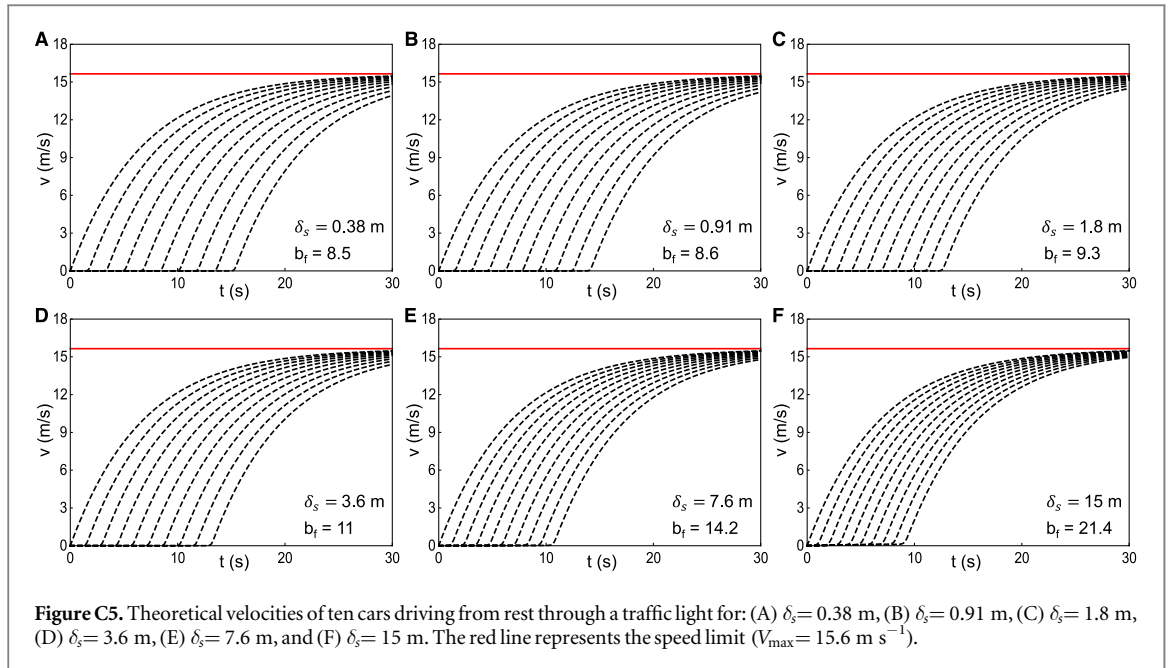 A
B
C
18
15
12
9
6
3
0
v (m/s)
δs = 0.38 m
bf = 8.5
0
10
20
30
t (s)
18
15
12
9
6
3
0
v (m/s)
δs = 0.91 m
bf = 8.6
0
10
20
30
t (s)
18
15
12
9
6
3
0
v (m/s)
δs = 1.8 m
bf = 9.3
0
10
20
30
t (s)
D
E
F
18
15
12
9
6
3
0
v (m/s)
δs = 3.6 m
bf = 11
0
10
20
30
t (s)
18
15
12
9
6
3
0
v (m/s)
δs = 7.6 m
bf = 14.2
0
10
20
30
t (s)
18
15
12
9
6
3
0
v (m/s)
δs = 15 m
bf = 21.4
0
10
20
30
t (s)
Figure C5. Theoretical velocities of ten cars driving from rest through a traffic light for: (A) δs= 0.38 m, (B) δs= 0.91 m, (C) δs= 1.8 m,
(D) δs= 3.6 m, (E) δs= 7.6 m, and (F) δs= 15 m. The red line represents the speed limit (Vmax= 15.6 m s−1).